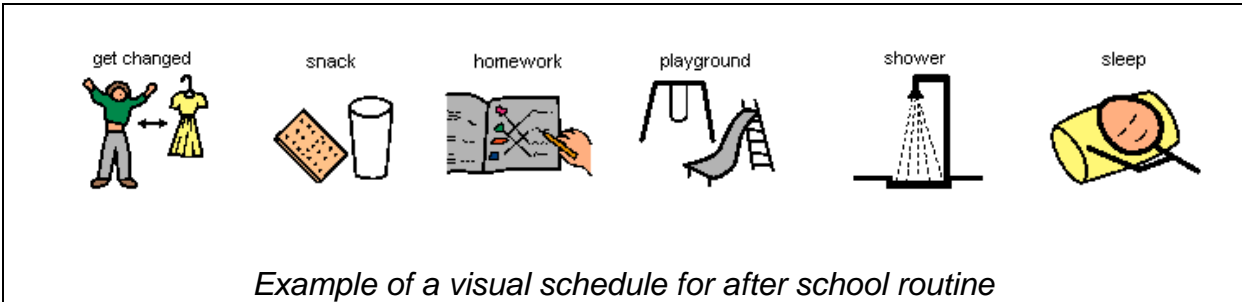 get changed snack homework playground shower sleep
Example of a visual schedule for after school routine